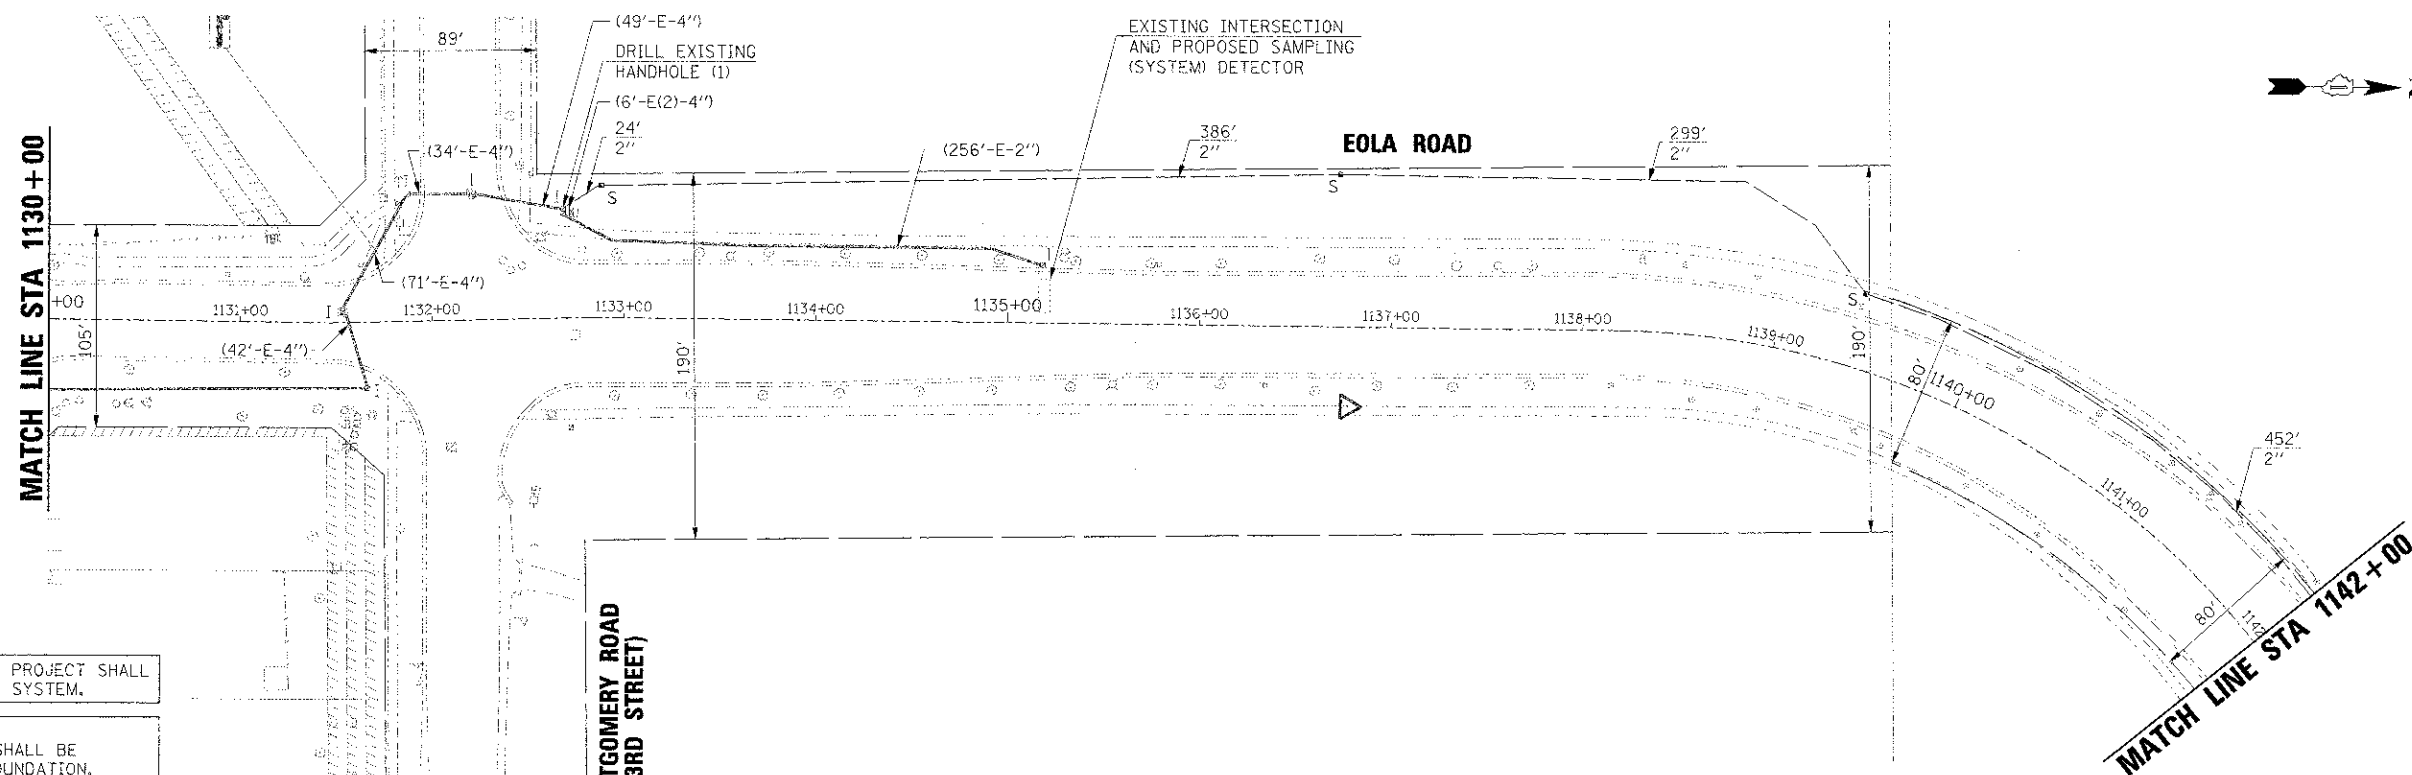 (49'-E-4")
89'
DRILL EXISTING
HANDHOLE (1)
(6'-E(2)-4")
24'
2"
(34'-E-4")
EXISTING INTERSECTION
AND PROPOSED SAMPLING
(SYSTEM) DETECTOR
(256'-E-2")
386'
2"
EOLA ROAD
299'
2"
MATCH LINE STA 1130+00
I
I
S
S
S
I
(71'-E-4")
I
(42'-E-4")
105'
190'
190'
+00
1131+00
1132+00
1133+00
1134+00
1135+00
1136+00
1137+00
1138+00
1139+00
1140+00
1141+00
1142
80'
80'
452'
2"
MATCH LINE STA 1142+00
TGOMERY ROAD
3RD STREET)
PROJECT SHALL
SYSTEM.
SHALL BE
OUNDATION.